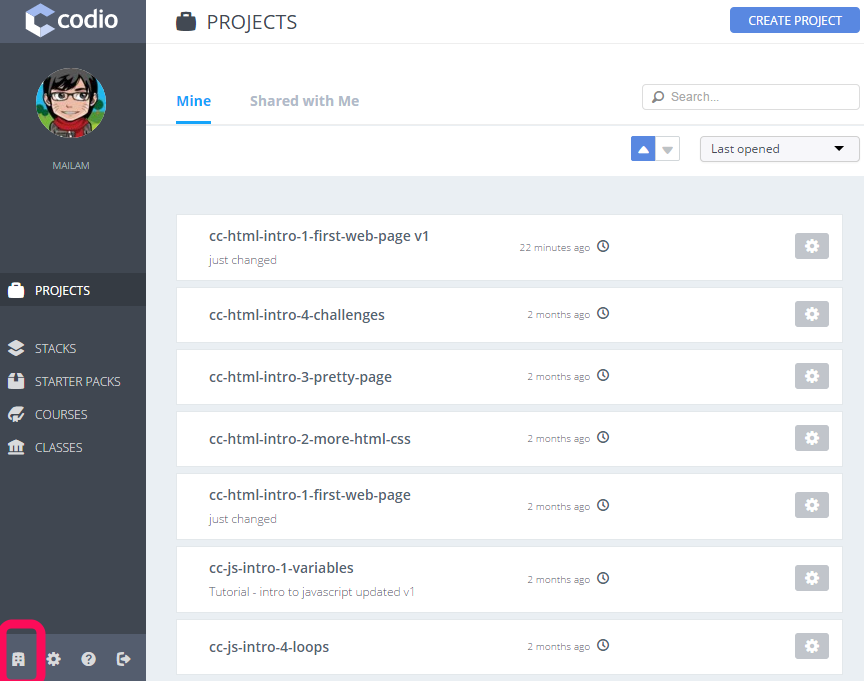 codio
PROJECTS
CREATE PROJECT
MAILAM
Mine
Shared with Me
Search...
Last opened
PROJECTS
STACKS
STARTER PACKS
COURSES
CLASSES
cc-html-intro-1-first-web-page v1
just changed
22 minutes ago
cc-html-intro-4-challenges
2 months ago
cc-html-intro-3-pretty-page
2 months ago
cc-html-intro-2-more-html-css
2 months ago
cc-html-intro-1-first-web-page
just changed
2 months ago
cc-js-intro-1-variables
Tutorial - intro to javascript updated v1
2 months ago
cc-js-intro-4-loops
2 months ago